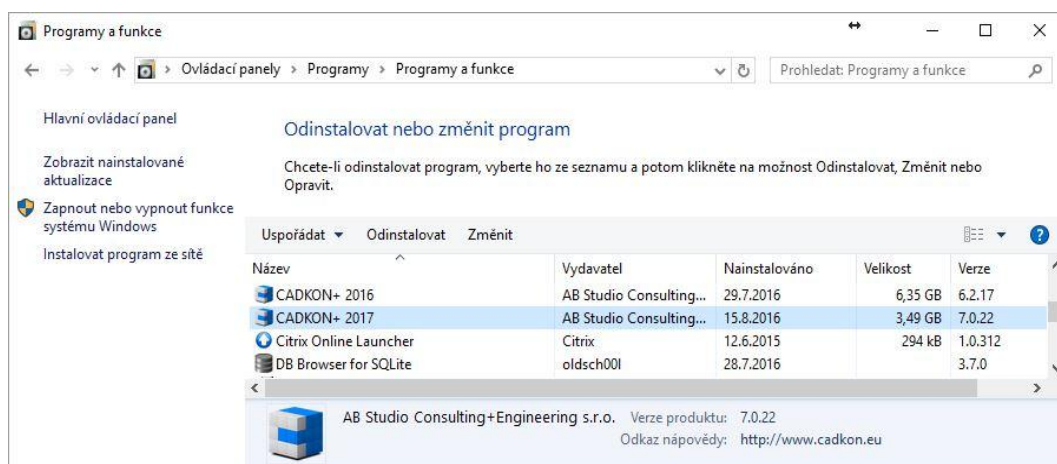 Programy a funkce
Ovládací panely > Programy > Programy a funkce
Prohledat: Programy a funkce
Hlavní ovládací panel
Zobrazit nainstalované
aktualizace
Zapnout nebo vypnout funkce
systému Windows
Instalovat program ze sítě
Odinstalovat nebo změnit program
Chcete-li odinstalovat program, vyberte ho ze seznamu a potom klikněte na možnost Odinstalovat, Změnit nebo
Opravit.
Uspořádat Odinstalovat Změnit
Název Vydavatel Nainstalováno Velikost Verze
CADKON+ 2016 AB Studio Consulting... 29.7.2016 6,35 GB 6.2.17
CADKON+ 2017 AB Studio Consulting... 15.8.2016 3,49 GB 7.0.22
Citrix Online Launcher Citrix 12.6.2015 294 kB 1.0.312
DB Browser for SQLite oldsch00l 28.7.2016 3.7.0
AB Studio Consulting+Engineering s.r.o. Verze produktu: 7.0.22
Odkaz nápovědy: http://www.cadkon.eu